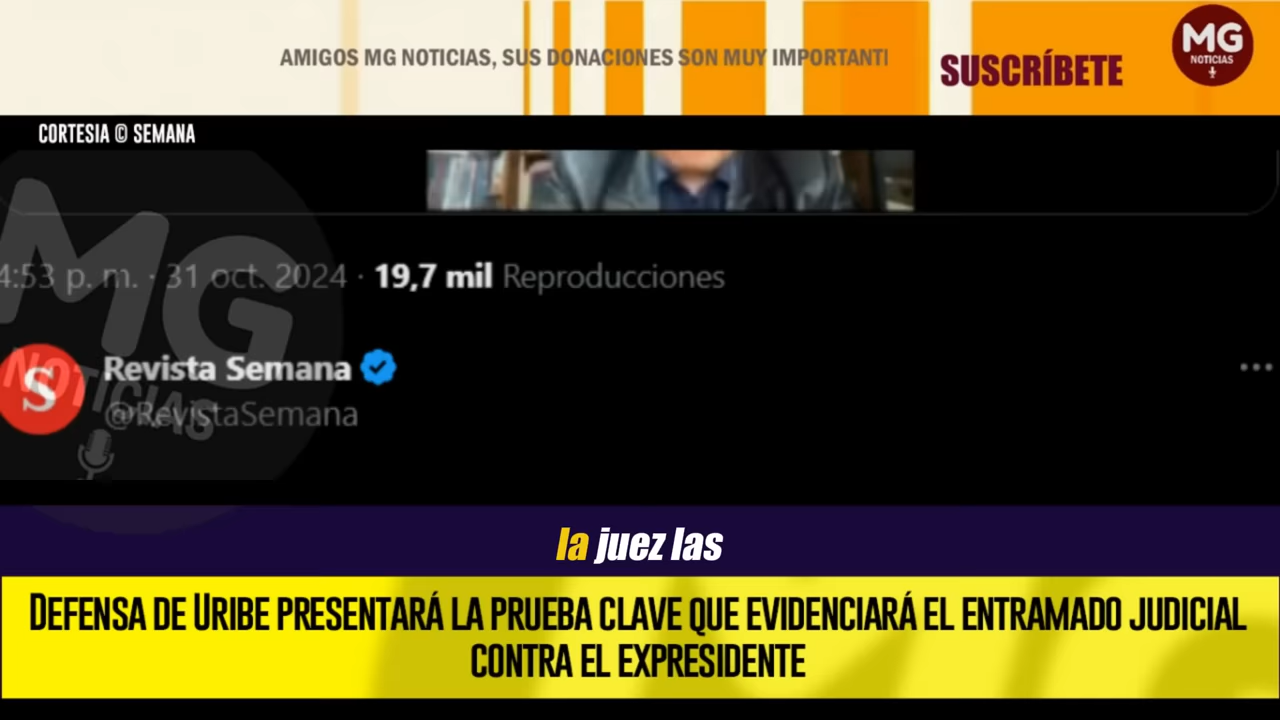 AMIGOS MG NOTICIAS, SUS DONACIONES SON MUY IMPORTANTI
SUSCRÍBETE
MG
NOTICIAS
CORTESIA © SEMANA
MG
NOTICIAS
4:53 p. m. · 31 oct. 2024 · 19,7 mil Reproducciones
S
Revista Semana
@RevistaSemana
la juez las
DEFENSA DE URIBE PRESENTARÁ LA PRUEBA CLAVE QUE EVIDENCIARÁ EL ENTRAMADO JUDICIAL
CONTRA EL EXPRESIDENTE